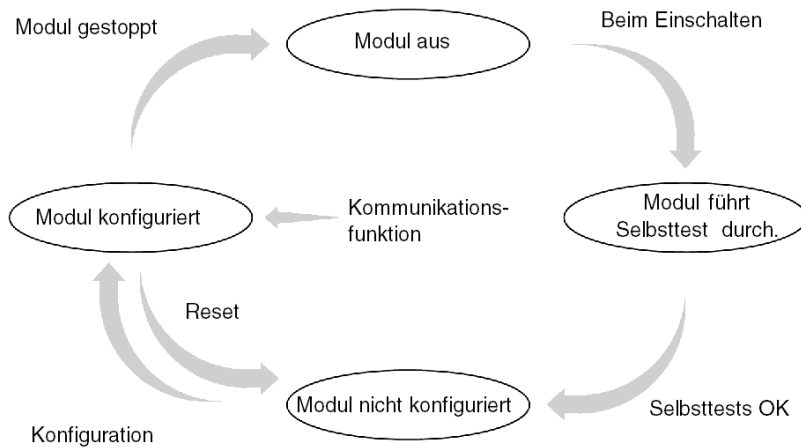 Modul gestoppt
Modul aus
Beim Einschalten
Modul konfiguriert
Kommunikations-
funktion
Modul führt
Selbsttest durch.
Reset
Modul nicht konfiguriert
Selbsttests OK
Konfiguration